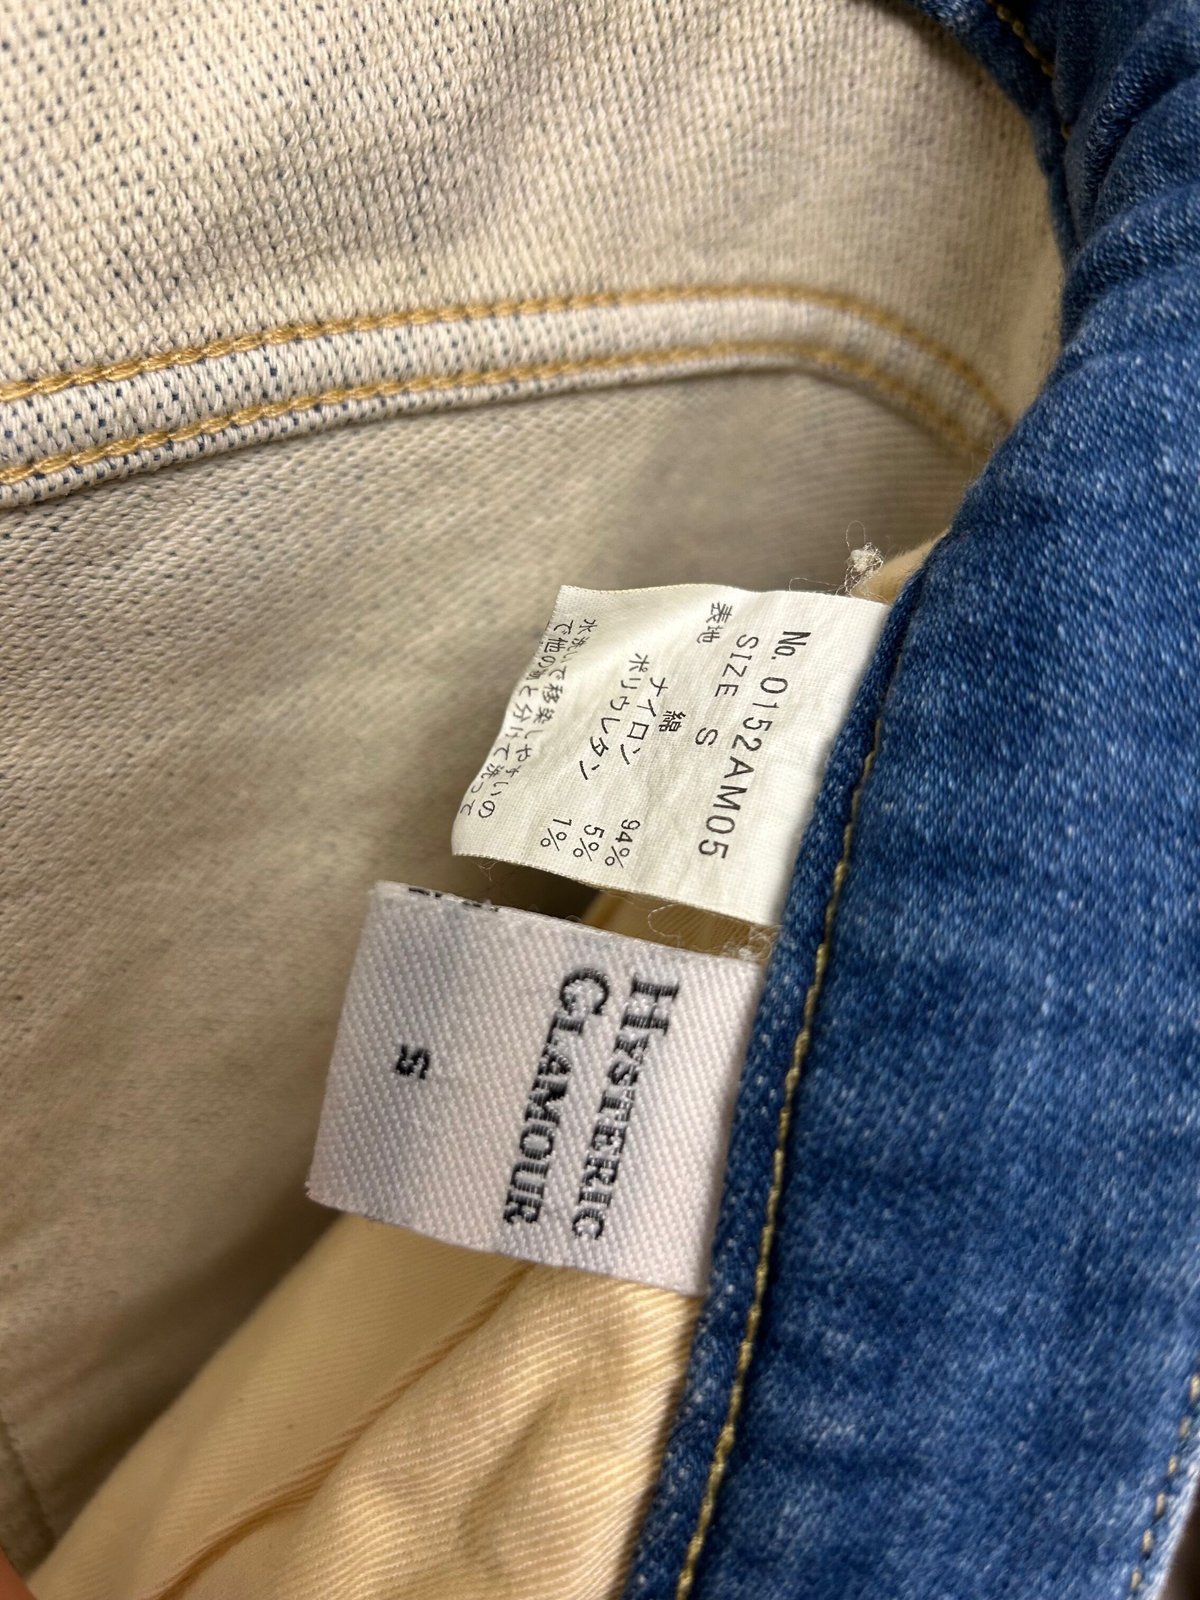 No. 0152AM05
SIZE S
表地
綿 94%
ナイロン 5%
ポリウレタン 1%
水洗いで移染しやすいの
で他の物と分けて洗って
HYSTERIC
GLAMOUR
S